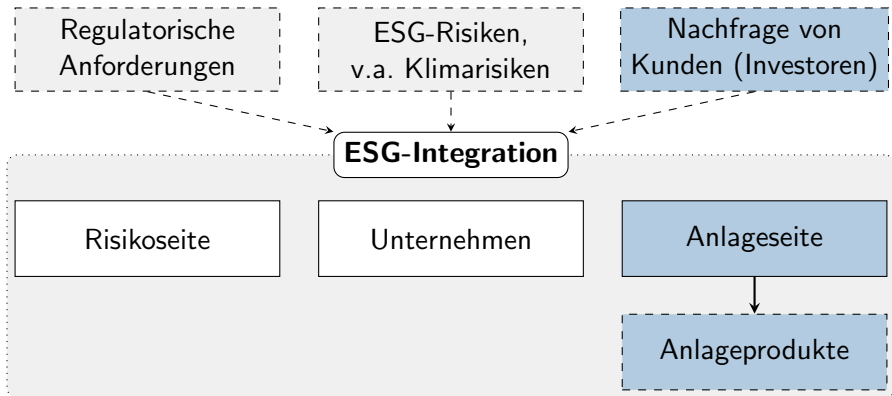 Regulatorische
Anforderungen
ESG-Risiken,
v.a. Klimarisiken
Nachfrage von
Kunden (Investoren)
ESG-Integration
Risikoseite
Unternehmen
Anlageseite
Anlageprodukte